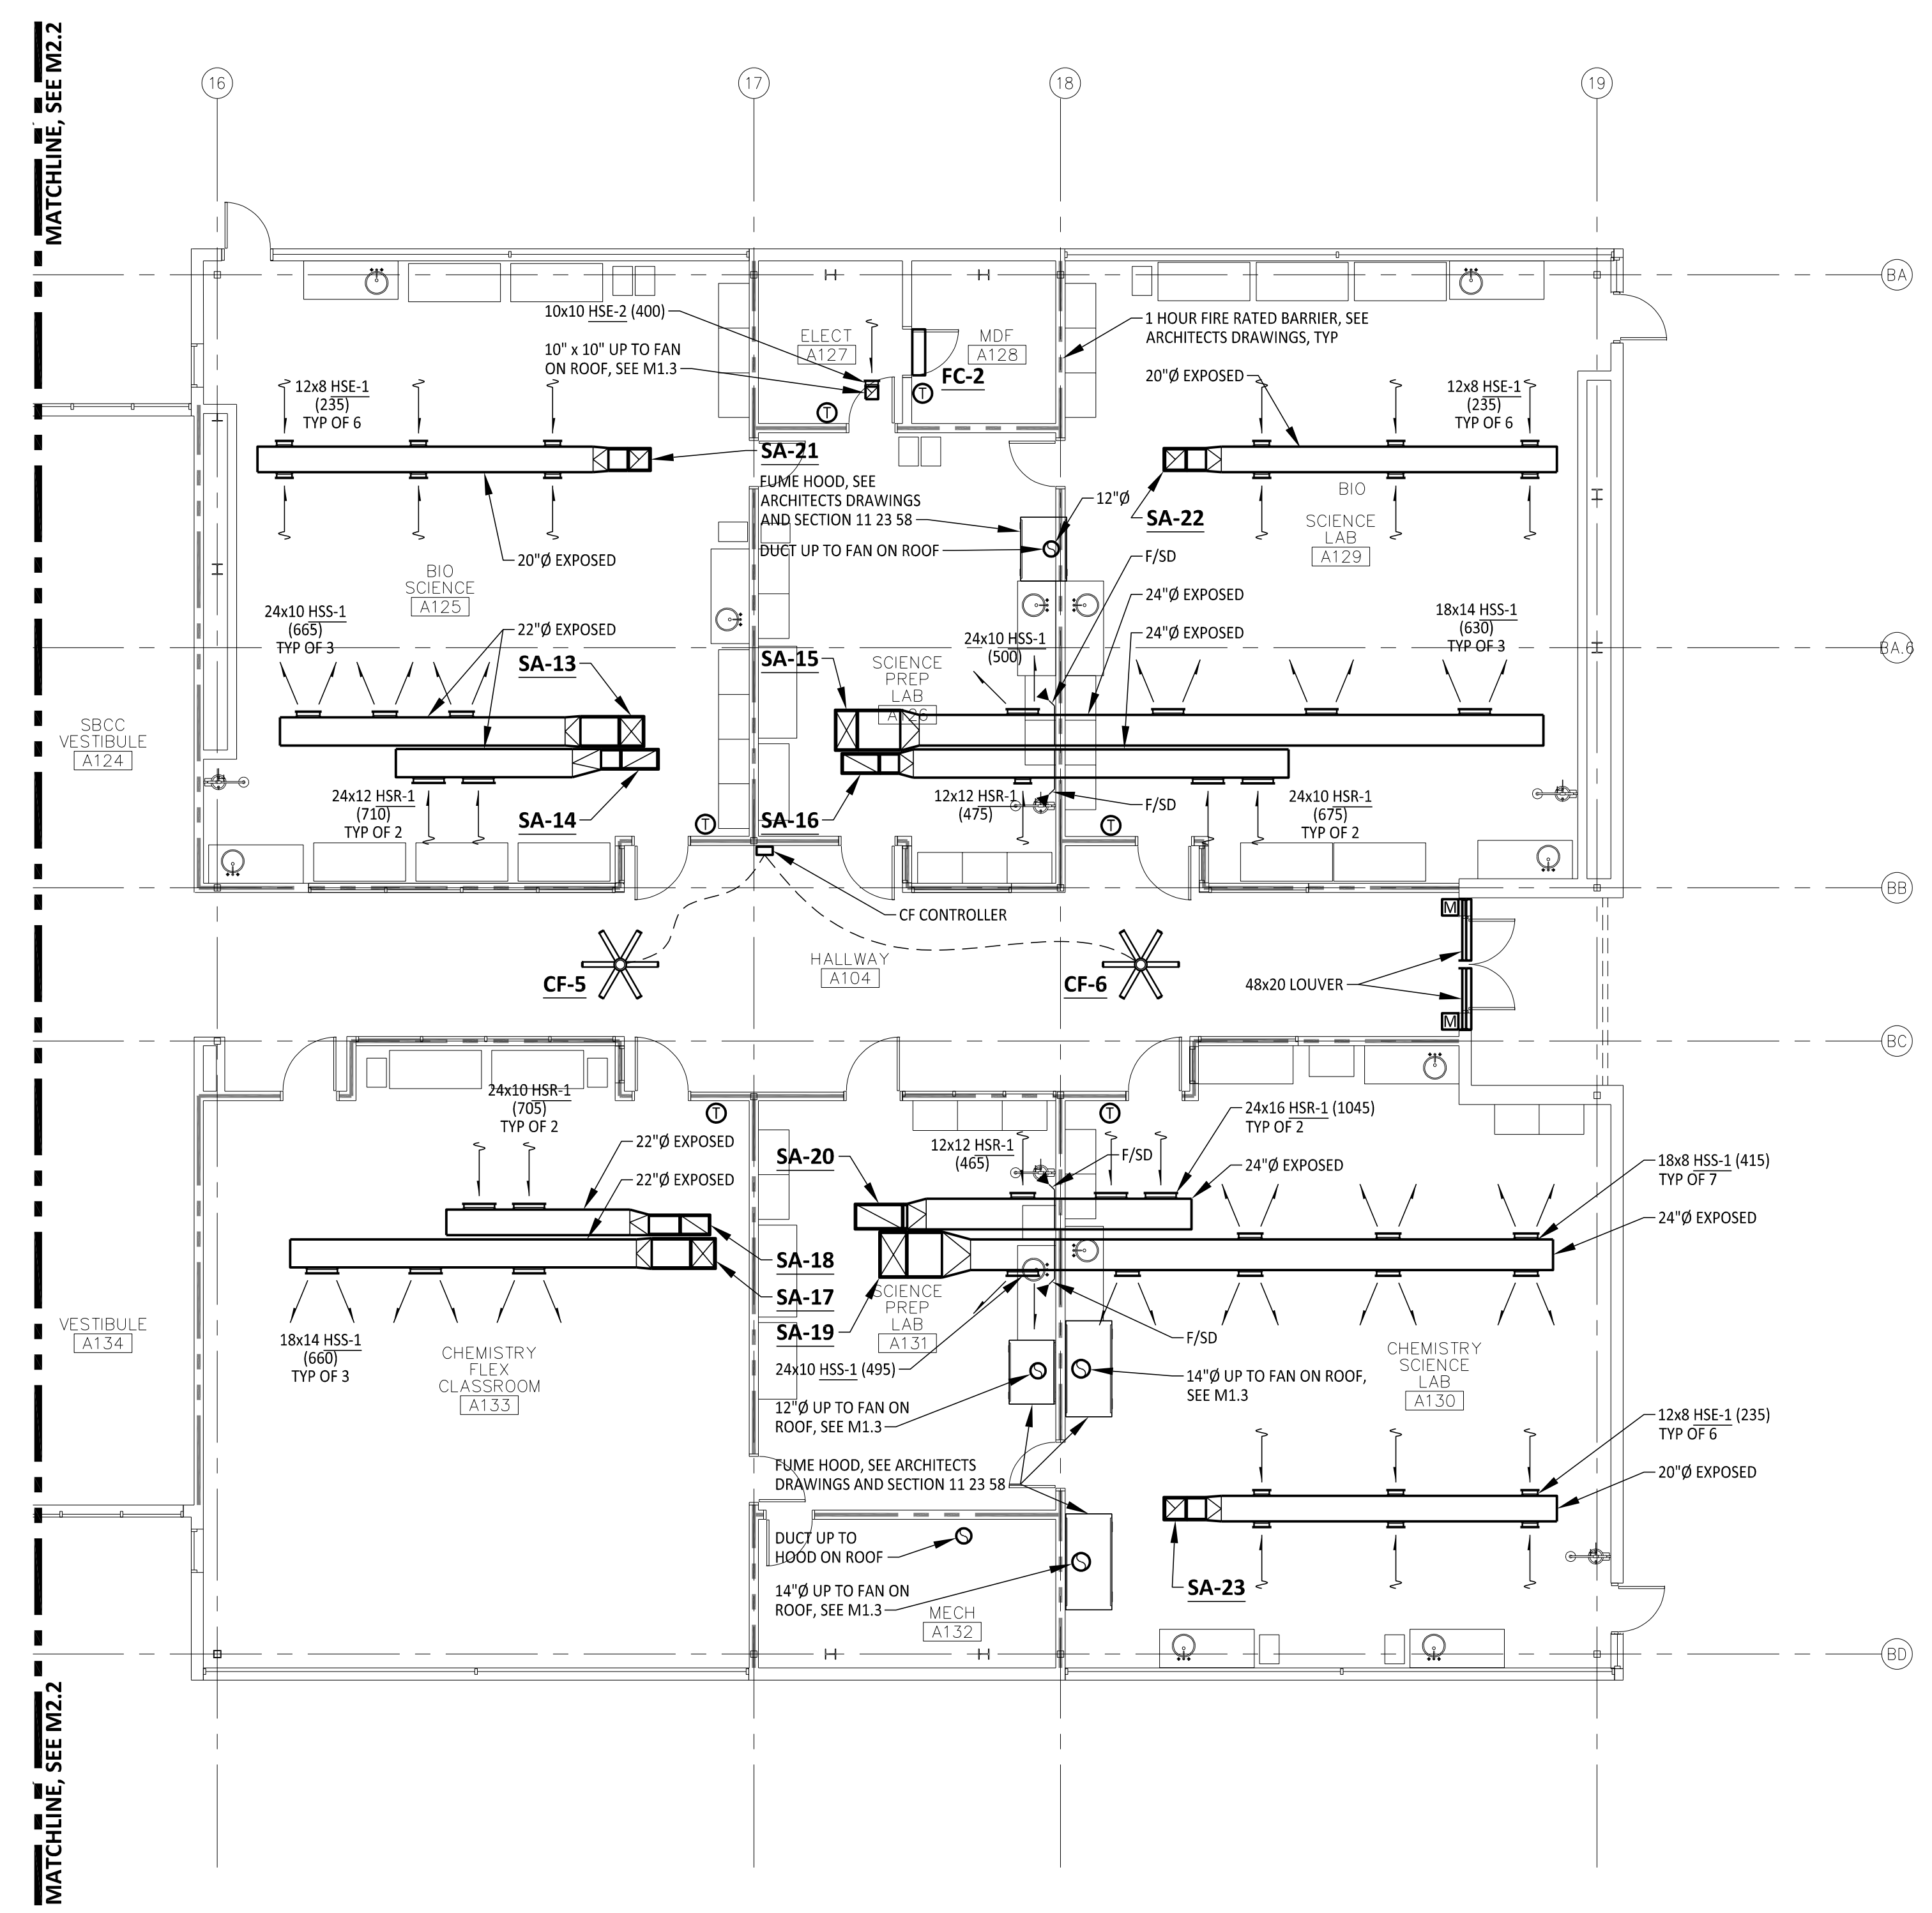 MATCHLINE, SEE M2.2
16
17
18
19
BA
10x10 HSE-2 (400)
10" x 10" UP TO FAN
ON ROOF, SEE M1.3
ELECT
A127
MDF
A128
FC-2
T
T
1 HOUR FIRE RATED BARRIER, SEE
ARCHITECTS DRAWINGS, TYP
20"Ø EXPOSED
12x8 HSE-1
(235)
TYP OF 6
12x8 HSE-1
(235)
TYP OF 6
SA-21
FUME HOOD, SEE
ARCHITECTS DRAWINGS
AND SECTION 11 23 58
DUCT UP TO FAN ON ROOF
12"Ø
SA-22
BIO
SCIENCE
LAB
A129
F/SD
20"Ø EXPOSED
BIO
SCIENCE
A125
24x10 HSS-1
(665)
TYP OF 3
22"Ø EXPOSED
SA-13
24"Ø EXPOSED
24"Ø EXPOSED
18x14 HSS-1
(630)
TYP OF 3
BA.6
24x10 HSS-1
(500)
SA-15
SCIENCE
PREP
LAB
A126
SBCC
VESTIBULE
A124
24x12 HSR-1
(710)
TYP OF 2
SA-14
T
SA-16
12x12 HSR-1
(475)
F/SD
T
24x10 HSR-1
(675)
TYP OF 2
BB
CF CONTROLLER
M
CF-5
HALLWAY
A104
CF-6
48x20 LOUVER
M
BC
24x10 HSR-1
(705)
TYP OF 2
T
T
22"Ø EXPOSED
22"Ø EXPOSED
SA-20
12x12 HSR-1
(465)
F/SD
24x16 HSR-1 (1045)
TYP OF 2
24"Ø EXPOSED
18x8 HSS-1 (415)
TYP OF 7
24"Ø EXPOSED
SA-18
SA-17
SA-19
SCIENCE
PREP
LAB
A131
F/SD
VESTIBULE
A134
18x14 HSS-1
(660)
TYP OF 3
CHEMISTRY
FLEX
CLASSROOM
A133
24x10 HSS-1 (495)
14"Ø UP TO FAN ON ROOF,
SEE M1.3
CHEMISTRY
SCIENCE
LAB
A130
12"Ø UP TO FAN ON
ROOF, SEE M1.3
12x8 HSE-1 (235)
TYP OF 6
FUME HOOD, SEE ARCHITECTS
DRAWINGS AND SECTION 11 23 58
20"Ø EXPOSED
DUCT UP TO
HOOD ON ROOF
14"Ø UP TO FAN ON
ROOF, SEE M1.3
SA-23
MECH
A132
BD
MATCHLINE, SEE M2.2